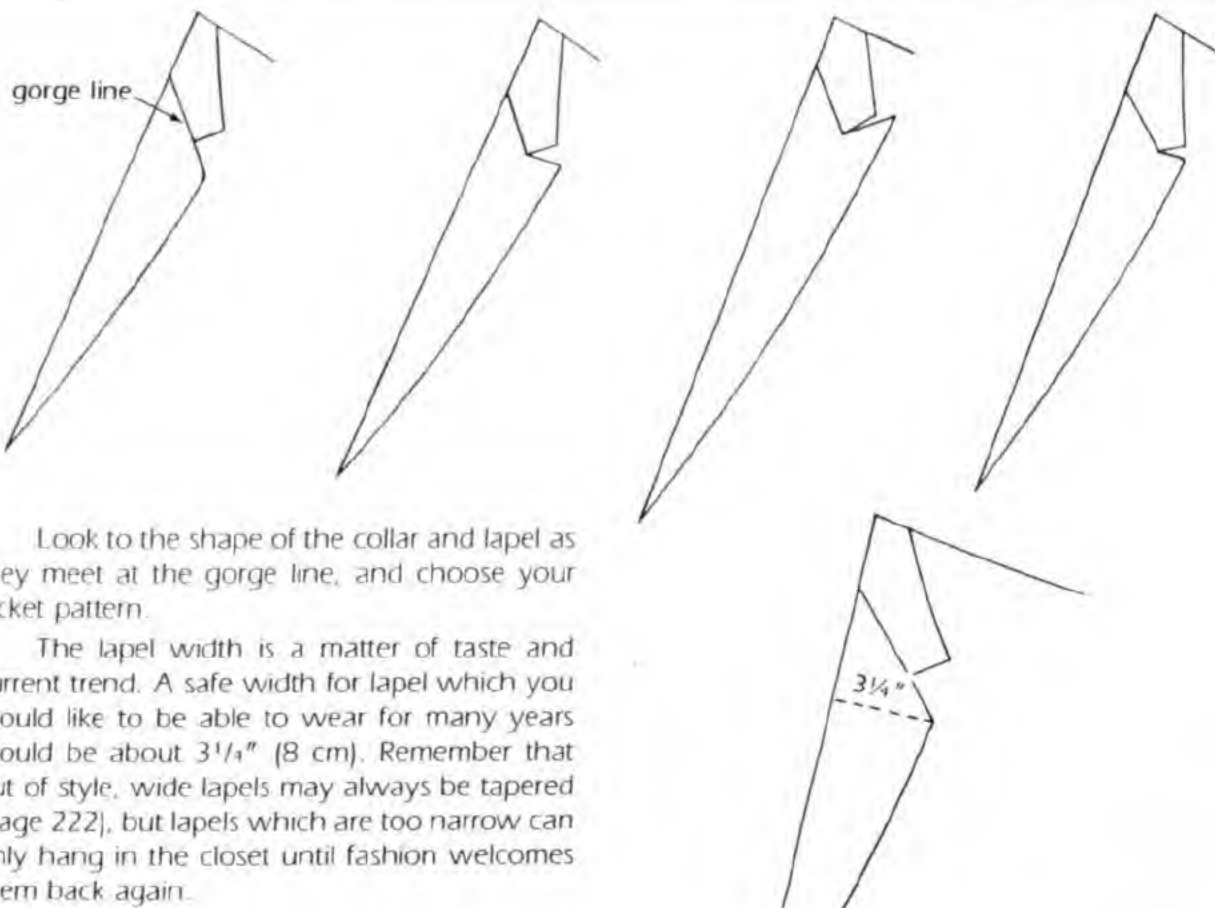 gorge line
Look to the shape of the collar and lapel as
ey meet at the gorge line, and choose your
cket pattern.
The lapel width is a matter of taste and
urrent trend. A safe width for lapel which you
ould like to be able to wear for many years
ould be about 3¼" (8 cm). Remember that
ut of style, wide lapels may always be tapered
age 222), but lapels which are too narrow can
nly hang in the closet until fashion welcomes
em back again.
3¼"